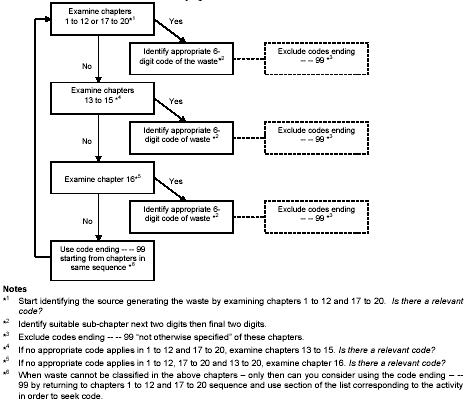 Examine chapters
1 to 12 or 17 to 20*1
Yes
Identify appropriate 6-
digit code of the waste*2
Exclude codes ending
-- -- 99 *3
No
Examine chapters
13 to 15 *4
Yes
Identify appropriate 6-
digit code of waste *2
Exclude codes ending
-- -- 99 *3
No
Examine chapter 16*5
Yes
Identify appropriate 6-
digit code of waste *2
Exclude codes ending
-- -- 99 *3
No
Use code ending -- -- 99
starting from chapters in
same sequence *6
Notes
*1 Start identifying the source generating the waste by examining chapters 1 to 12 and 17 to 20. Is there a relevant
code?
*2 Identify suitable sub-chapter next two digits then final two digits.
*3 Exclude codes ending -- -- 99 “not otherwise specified” of these chapters.
*4 If no appropriate code applies in 1 to 12 and 17 to 20, examine chapters 13 to 15. Is there a relevant code?
*5 If no appropriate code applies in 1 to 12, 17 to 20 and 13 to 20, examine chapter 16. Is there a relevant code?
*6 When waste cannot be classified in the above chapters – only then can you consider using the code ending -- --
99 by returning to chapters 1 to 12 and 17 to 20 sequence and use section of the list corresponding to the activity
in order to seek code.